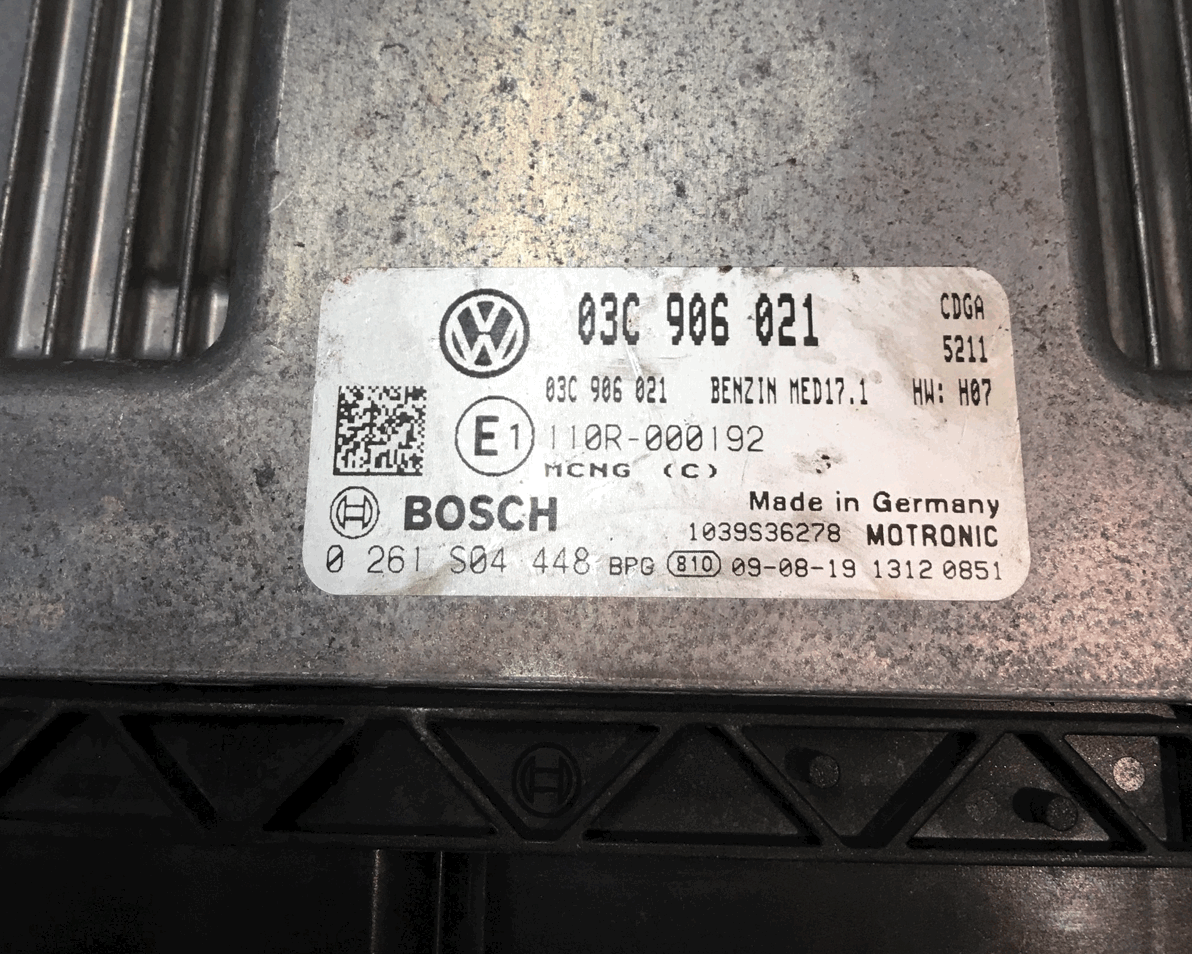 03C 906 021 CDGA
5211
03C 906 021 BENZIN MED17.1 HW: H07
E1 110R-000192
MCNG (C)
BOSCH Made in Germany
1039S36278 MOTRONIC
0 261 S04 448 BPG 810 09-08-19 1312 0851